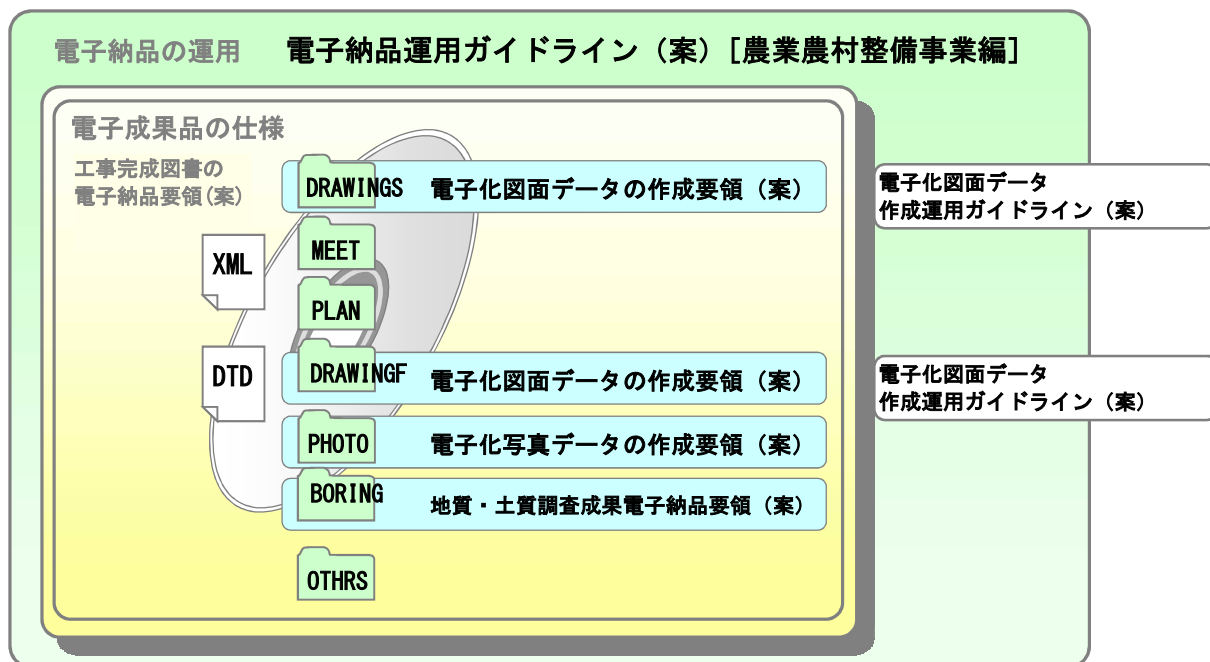 電子納品の運用 電子納品運用ガイドライン（案）[農業農村整備事業編]
電子成果品の仕様
工事完成図書の
電子納品要領(案)
DRAWINGS 電子化図面データの作成要領（案）
電子化図面データ
作成運用ガイドライン（案）
MEET
XML
PLAN
DTD
DRAWINGF 電子化図面データの作成要領（案）
電子化図面データ
作成運用ガイドライン（案）
PHOTO 電子化写真データの作成要領（案）
BORING 地質・土質調査成果電子納品要領（案）
OTHRS